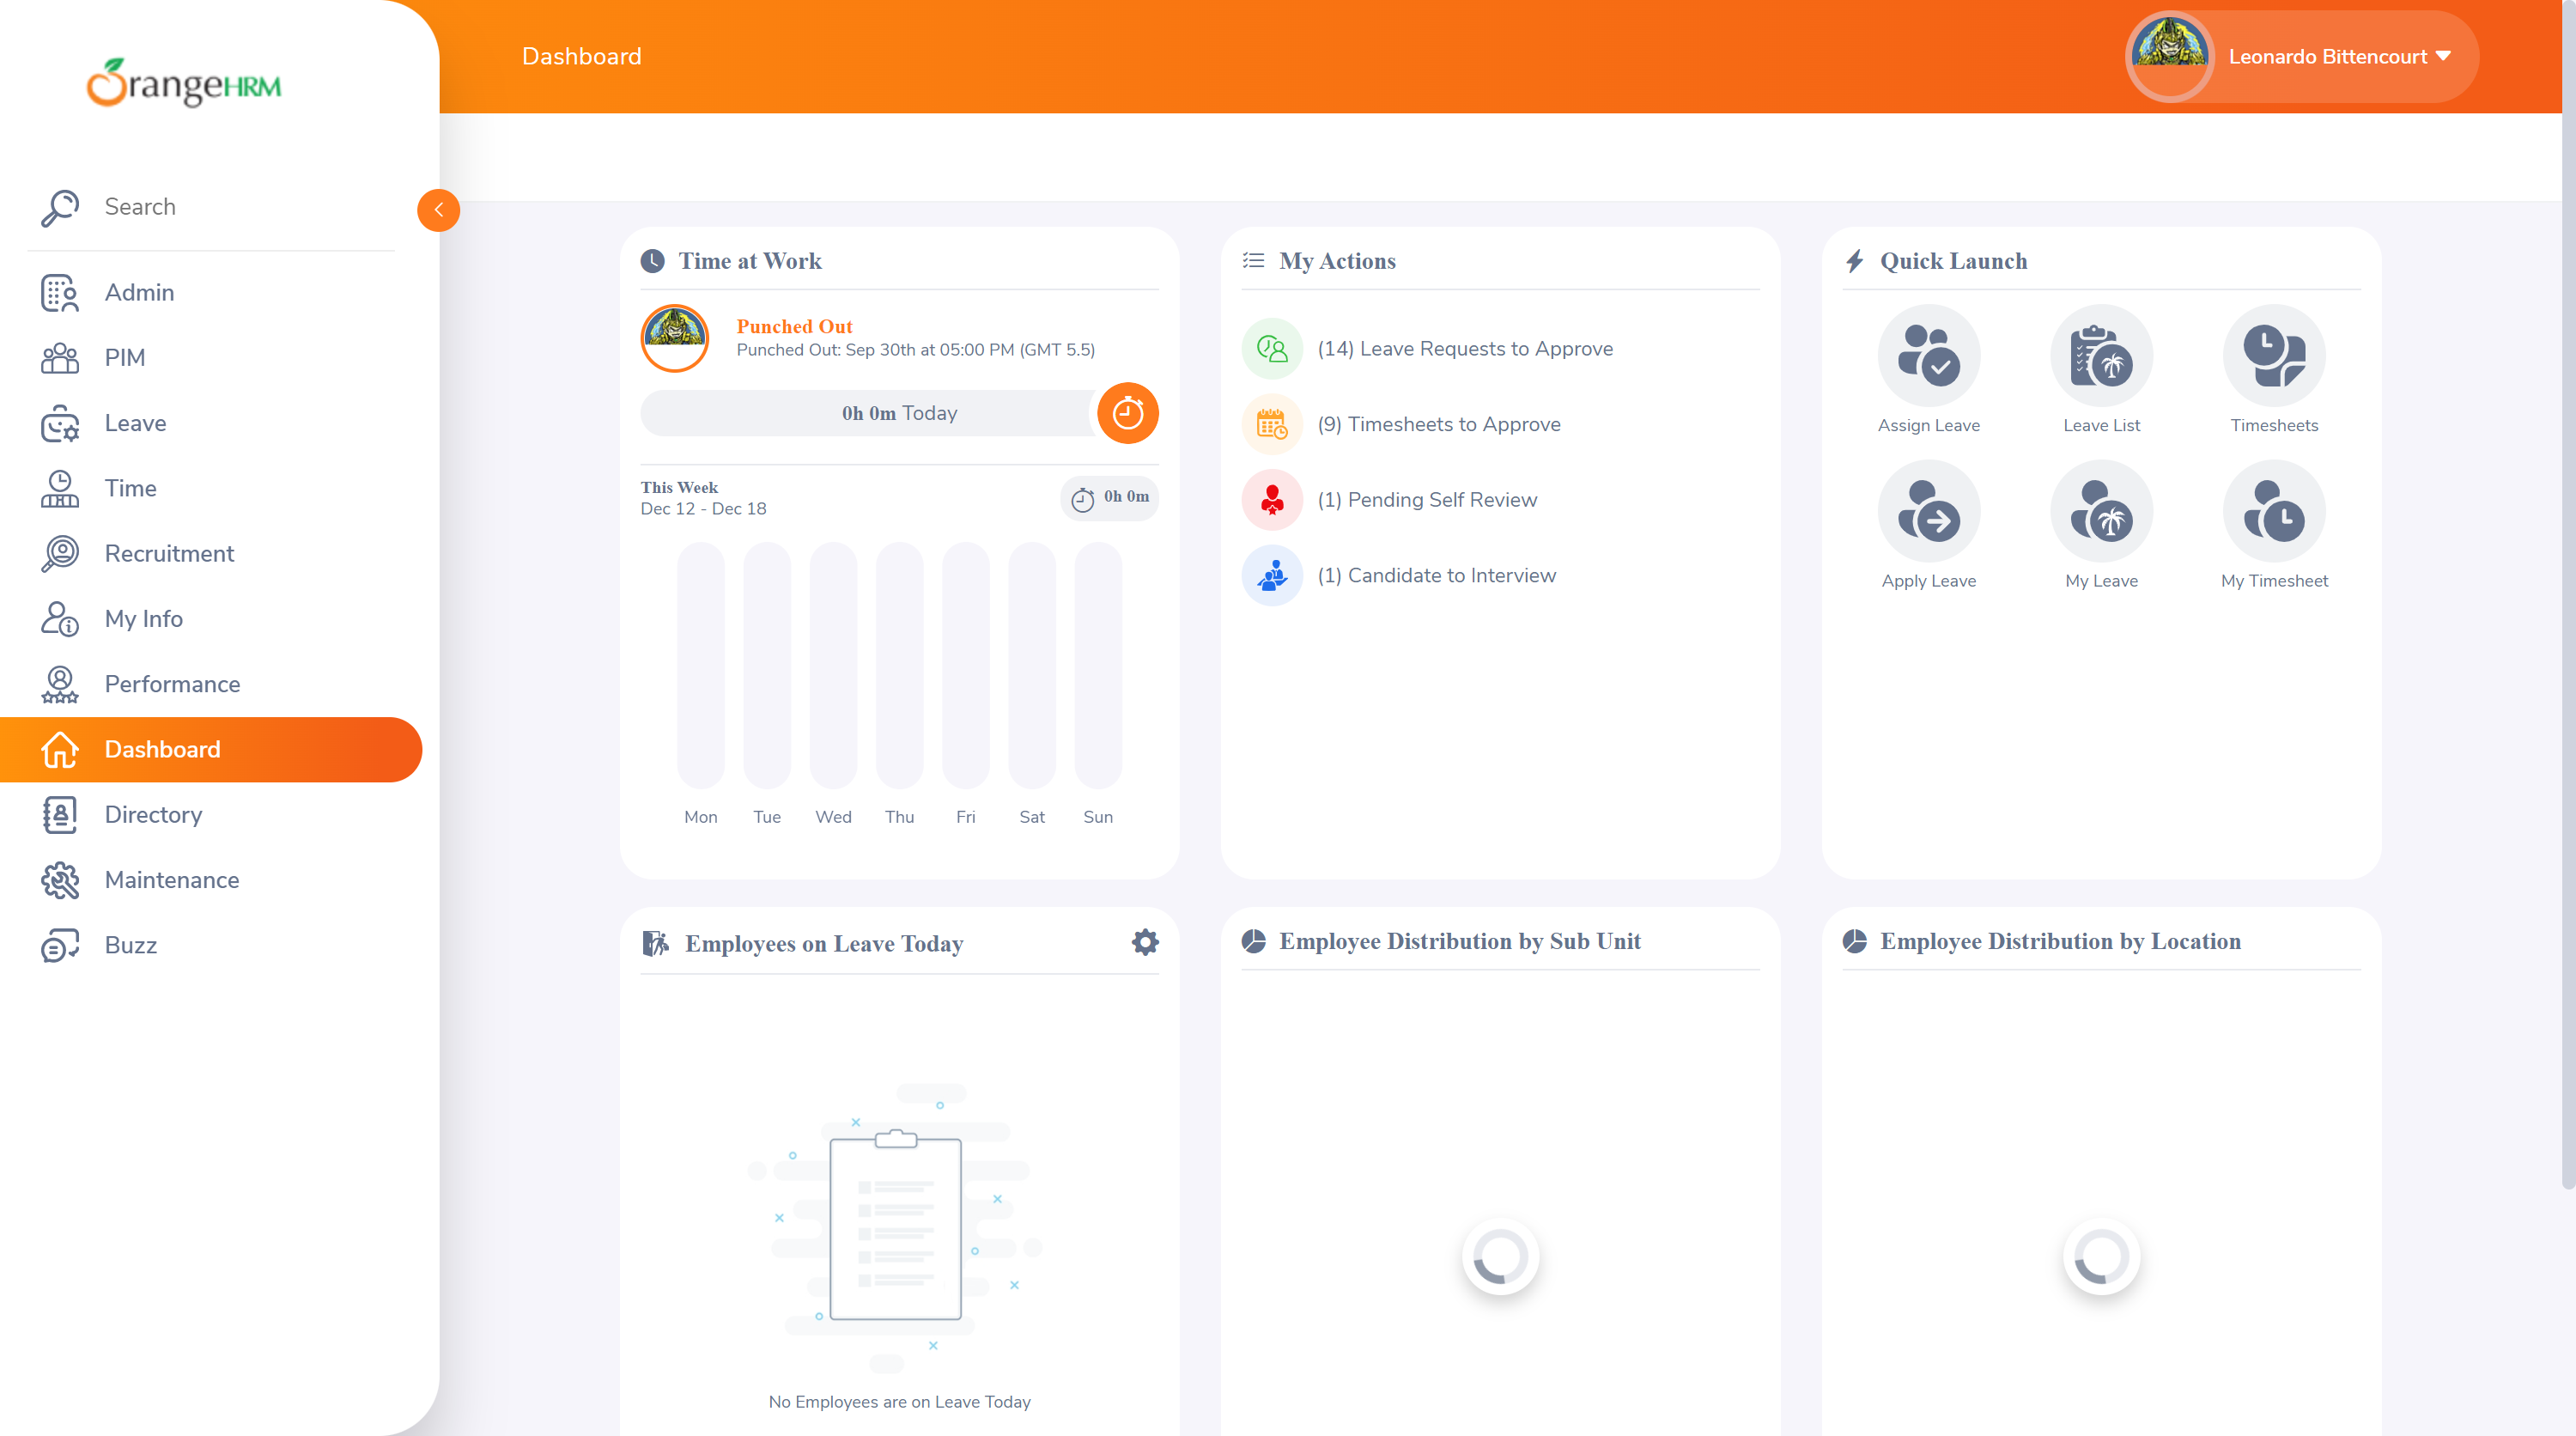 OrangeHRM
Dashboard
Leonardo Bittencourt
Search
Admin
PIM
Leave
Time
Recruitment
My Info
Performance
Dashboard
Directory
Maintenance
Buzz
Time at Work
Punched Out
Punched Out: Sep 30th at 05:00 PM (GMT 5.5)
0h 0m Today
This Week
Dec 12 - Dec 18
0h 0m
Mon Tue Wed Thu Fri Sat Sun
My Actions
(14) Leave Requests to Approve
(9) Timesheets to Approve
(1) Pending Self Review
(1) Candidate to Interview
Quick Launch
Assign Leave
Leave List
Timesheets
Apply Leave
My Leave
My Timesheet
Employees on Leave Today
No Employees are on Leave Today
Employee Distribution by Sub Unit
Employee Distribution by Location